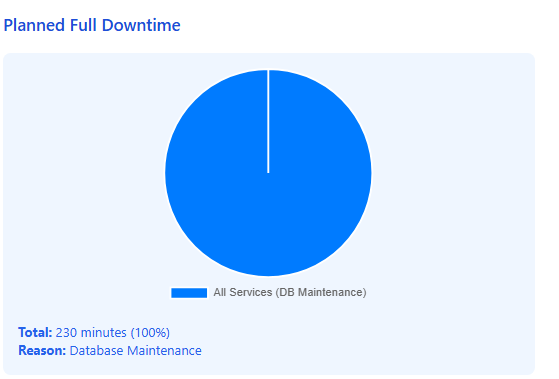 Planned Full Downtime
All Services (DB Maintenance)
Total: 230 minutes (100%)
Reason: Database Maintenance